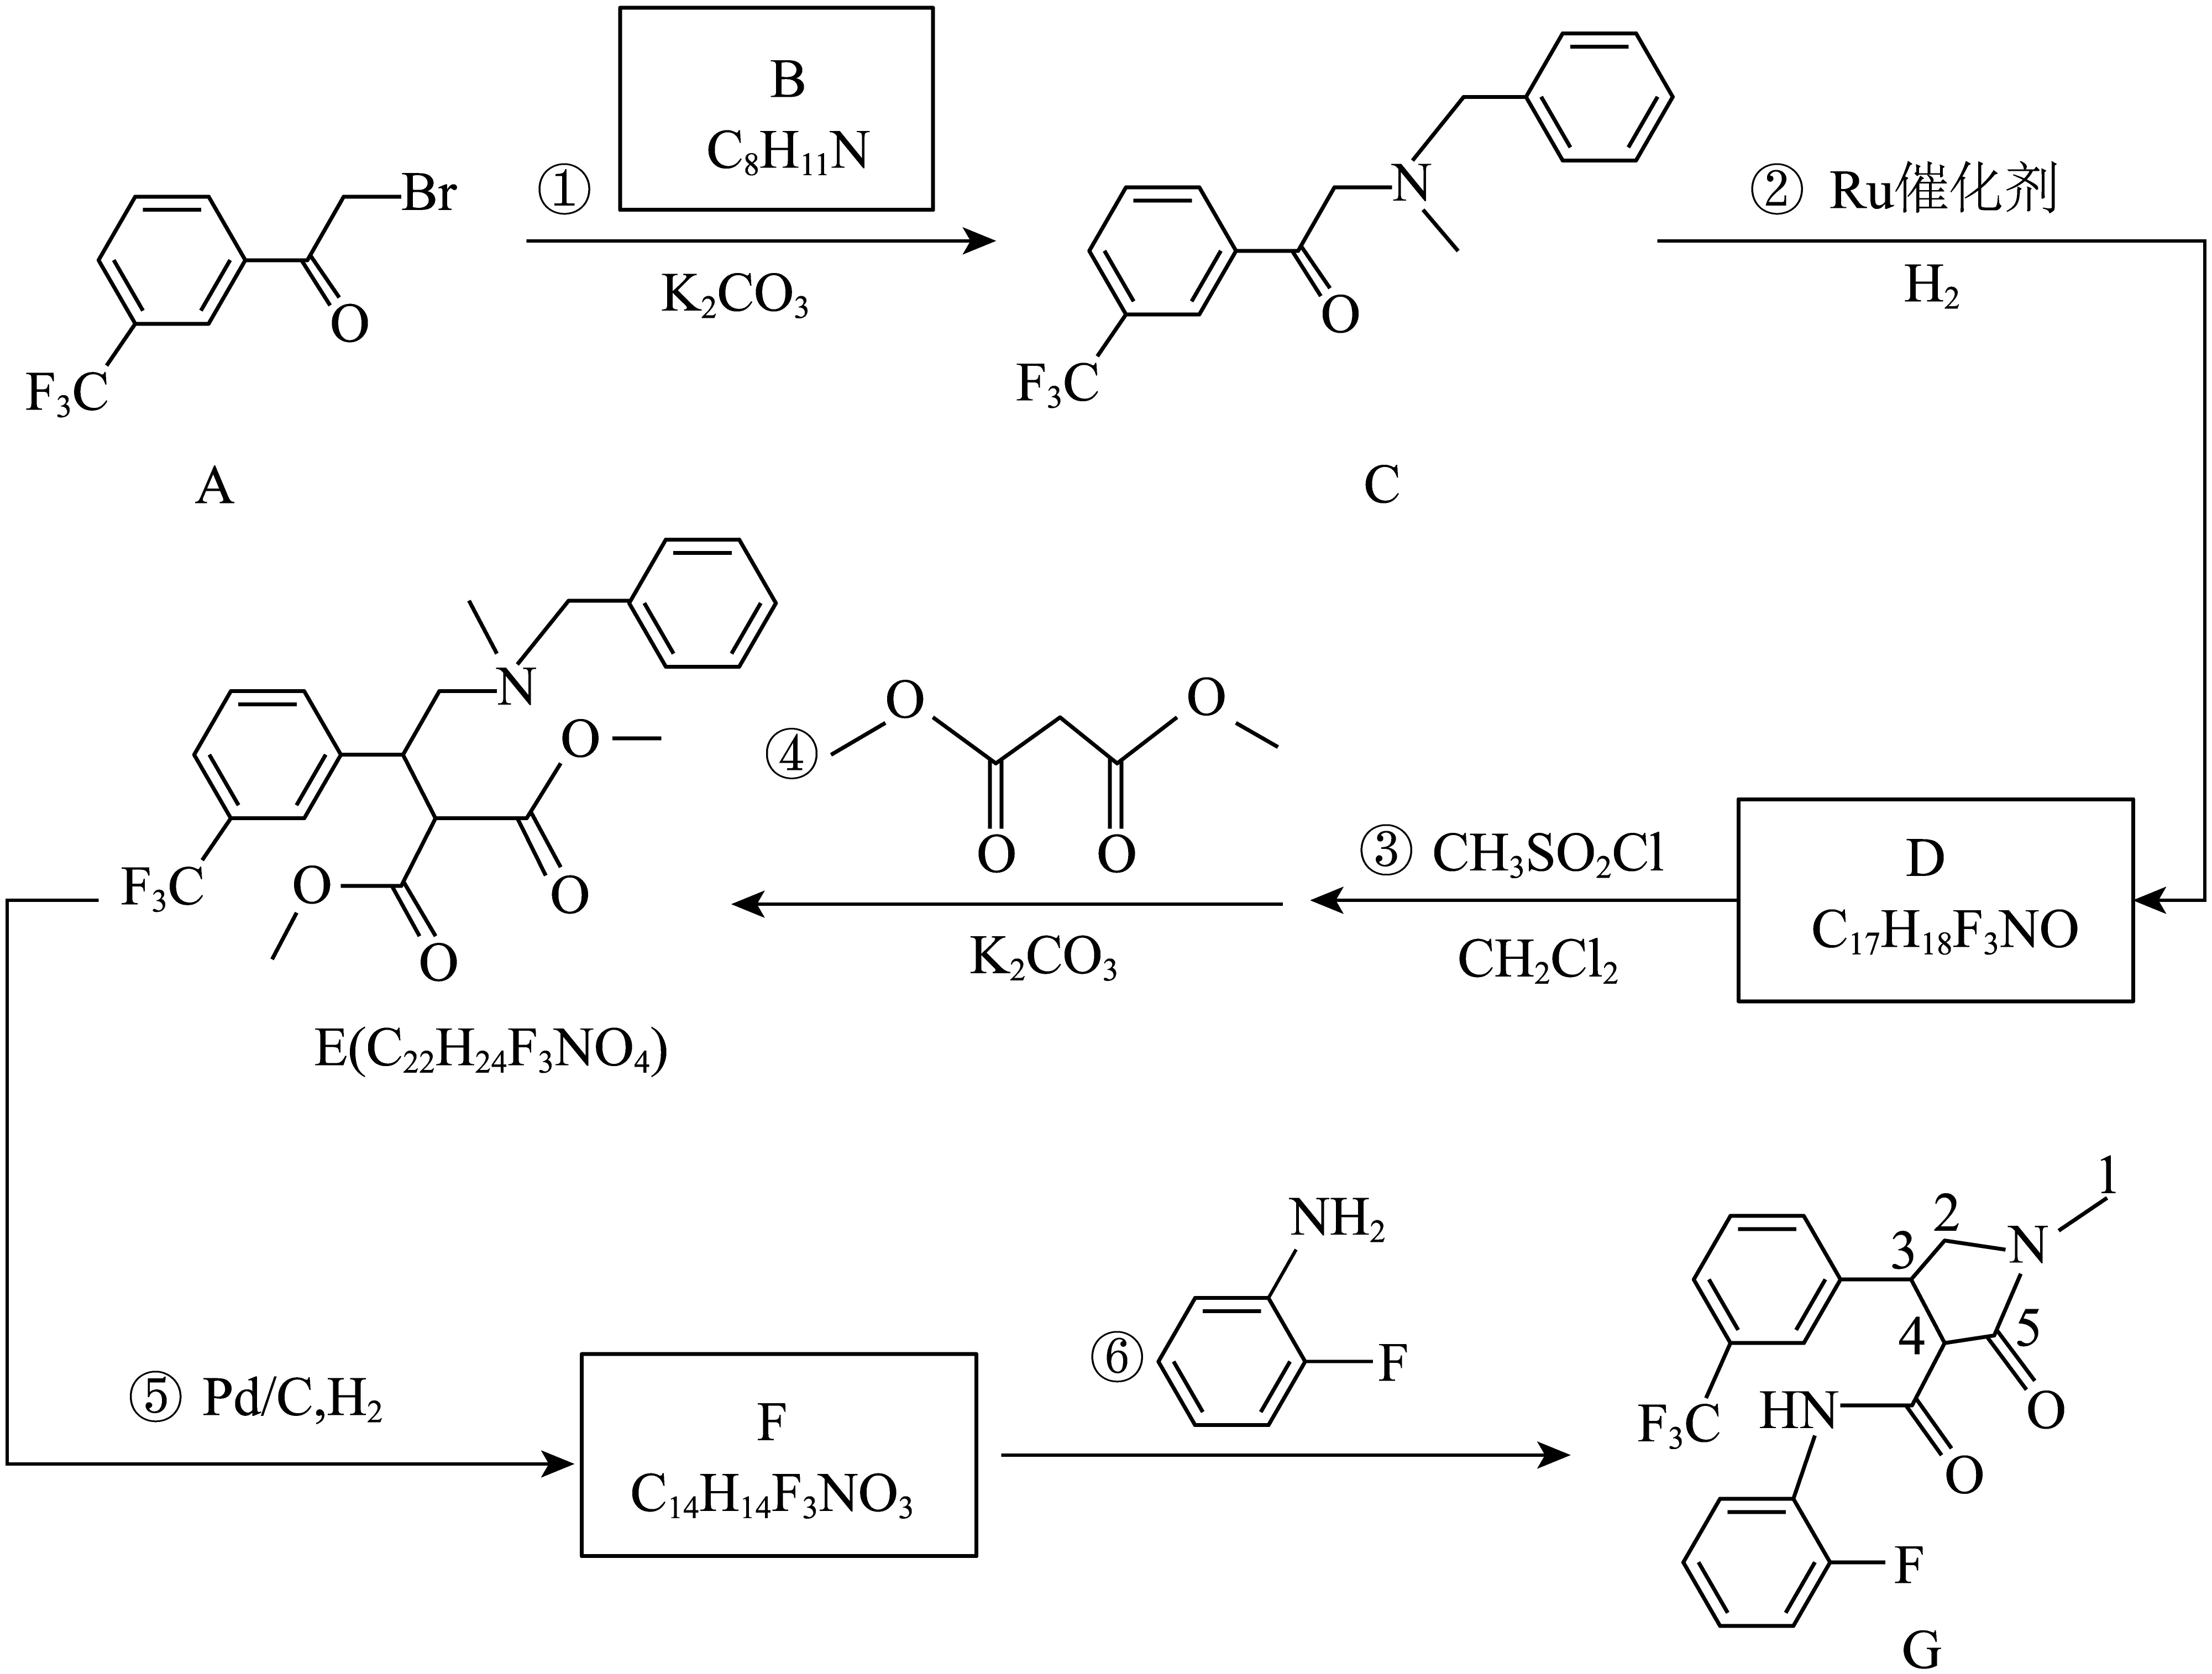 B
C₈H₁₁N
①
K₂CO₃
Br
O
F₃C
A
N
O
F₃C
C
② Ru催化剂
H₂
N
O
O
F₃C
O
O
E(C₂₂H₂₄F₃NO₄)
④
O
O
O
O
K₂CO₃
③ CH₃SO₂Cl
CH₂Cl₂
D
C₁₇H₁₈F₃NO
⑤ Pd/C,H₂
F
C₁₄H₁₄F₃NO₃
⑥
NH₂
F
1
2
3
N
4
5
F₃C
HN
O
O
F
G